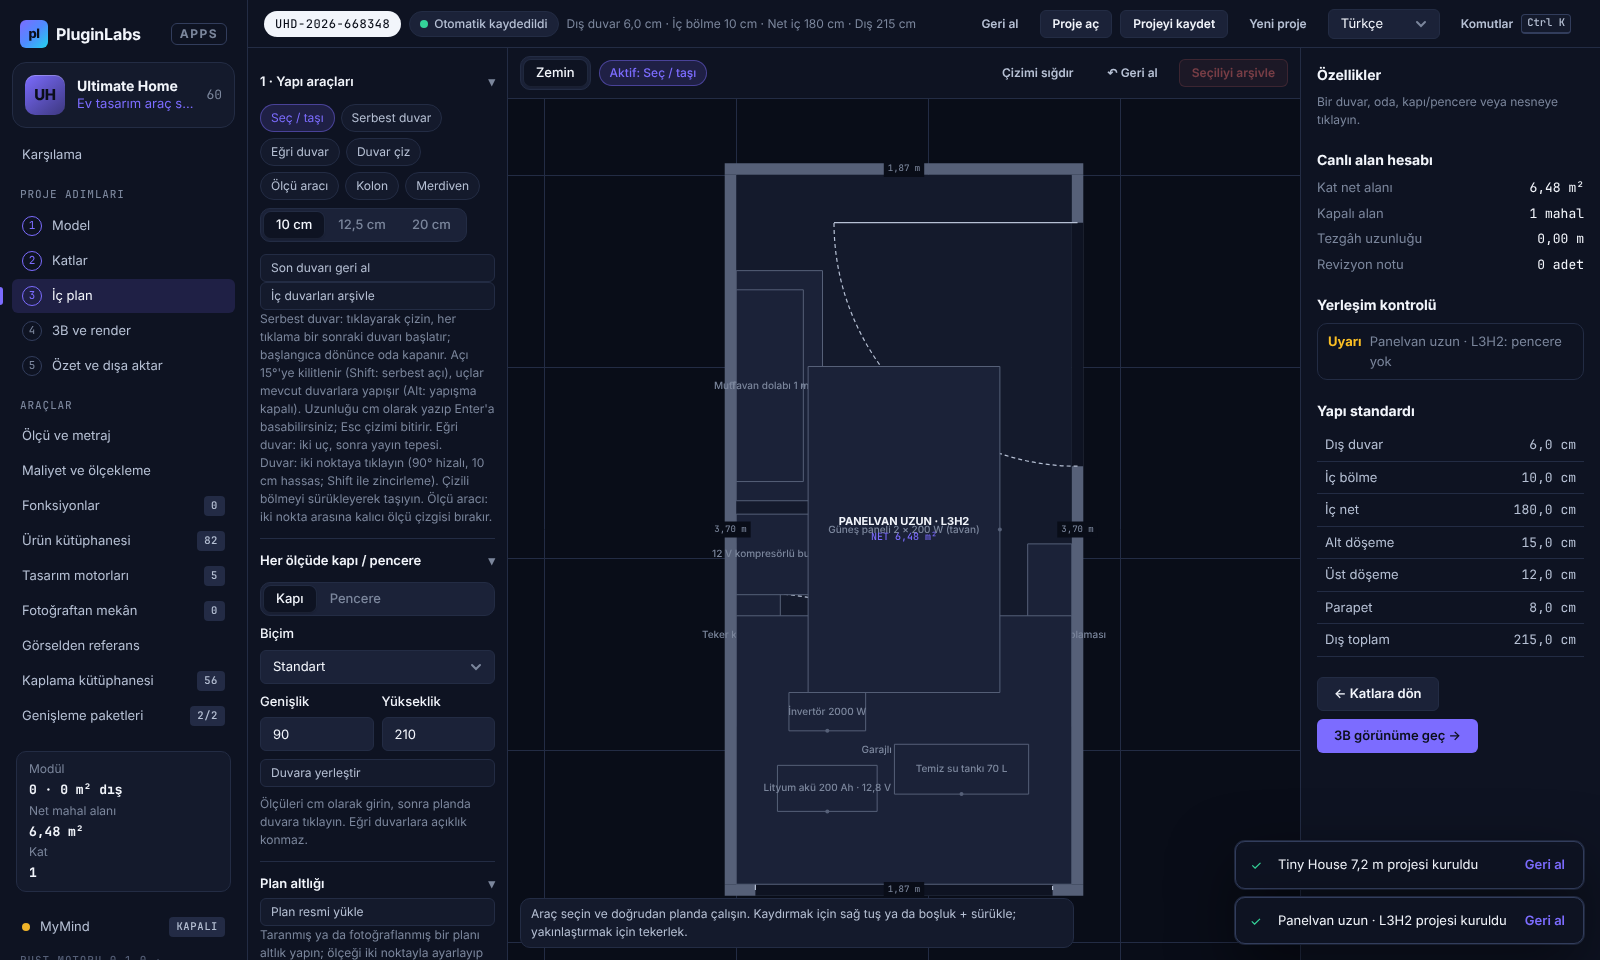 pl PluginLabs APPS
UH Ultimate Home
Ev tasarım araç s... 60
Karşılama
PROJE ADIMLARI
1 Model
2 Katlar
3 İç plan
4 3B ve render
5 Özet ve dışa aktar
ARAÇLAR
Ölçü ve metraj
Maliyet ve ölçekleme
Fonksiyonlar 0
Ürün kütüphanesi 82
Tasarım motorları 5
Fotoğraftan mekân 0
Görselden referans
Kaplama kütüphanesi 56
Genişleme paketleri 2/2
Modül
0 · 0 m² dış
Net mahal alanı
6,48 m²
Kat
1
MyMind KAPALI
UHD-2026-668348 Otomatik kaydedildi Dış duvar 6,0 cm · İç bölme 10 cm · Net iç 180 cm · Dış 215 cm
Geri al Proje aç Projeyi kaydet Yeni proje Türkçe Komutlar Ctrl K
1 · Yapı araçları
Seç / taşı Serbest duvar
Eğri duvar Duvar çiz
Ölçü aracı Kolon Merdiven
10 cm 12,5 cm 20 cm
Son duvarı geri al
İç duvarları arşivle
Serbest duvar: tıklayarak çizin, her
tıklama bir sonraki duvarı başlatır;
başlangıca dönünce oda kapanır. Açı
15°'ye kilitlenir (Shift: serbest açı), uçlar
mevcut duvarlara yapışır (Alt: yapışma
kapalı). Uzunluğu cm olarak yazıp Enter'a
basabilirsiniz; Esc çizimi bitirir. Eğri
duvar: iki uç, sonra yayın tepesi.
Duvar: iki noktaya tıklayın (90° hizalı, 10
cm hassas; Shift ile zincirleme). Çizili
bölmeyi sürükleyerek taşıyın. Ölçü aracı:
iki nokta arasına kalıcı ölçü çizgisi bırakır.
Her ölçüde kapı / pencere
Kapı Pencere
Biçim
Standart
Genişlik Yükseklik
90 210
Duvara yerleştir
Ölçüleri cm olarak girin, sonra planda
duvara tıklayın. Eğri duvarlara açıklık
konmaz.
Plan altlığı
Plan resmi yükle
Taranmış ya da fotoğraflanmış bir planı
altlık yapın; ölçeği iki noktayla ayarlayıp
Zemin Aktif: Seç / taşı Çizimi sığdır ↶ Geri al Seçiliyi arşivle
1,87 m
Mutfak dolabı 1 m
3,70 m
PANELVAN UZUN · L3H2
Güneş paneli 2 × 200 W (tavan)
NET 6,48 m²
3,70 m
12 V kompresörlü bu
Teker k
laması
İnvertör 2000 W
Garajlı
Temiz su tankı 70 L
Lityum akü 200 Ah · 12,8 V
1,87 m
Araç seçin ve doğrudan planda çalışın. Kaydırmak için sağ tuş ya da boşluk + sürükle;
yakınlaştırmak için tekerlek.
Özellikler
Bir duvar, oda, kapı/pencere veya nesneye
tıklayın.
Canlı alan hesabı
Kat net alanı 6,48 m²
Kapalı alan 1 mahal
Tezgâh uzunluğu 0,00 m
Revizyon notu 0 adet
Yerleşim kontrolü
Uyarı Panelvan uzun · L3H2: pencere
yok
Yapı standardı
Dış duvar 6,0 cm
İç bölme 10,0 cm
İç net 180,0 cm
Alt döşeme 15,0 cm
Üst döşeme 12,0 cm
Parapet 8,0 cm
Dış toplam 215,0 cm
← Katlara dön
3B görünüme geç →
Tiny House 7,2 m projesi kuruldu Geri al
Panelvan uzun · L3H2 projesi kuruldu Geri al